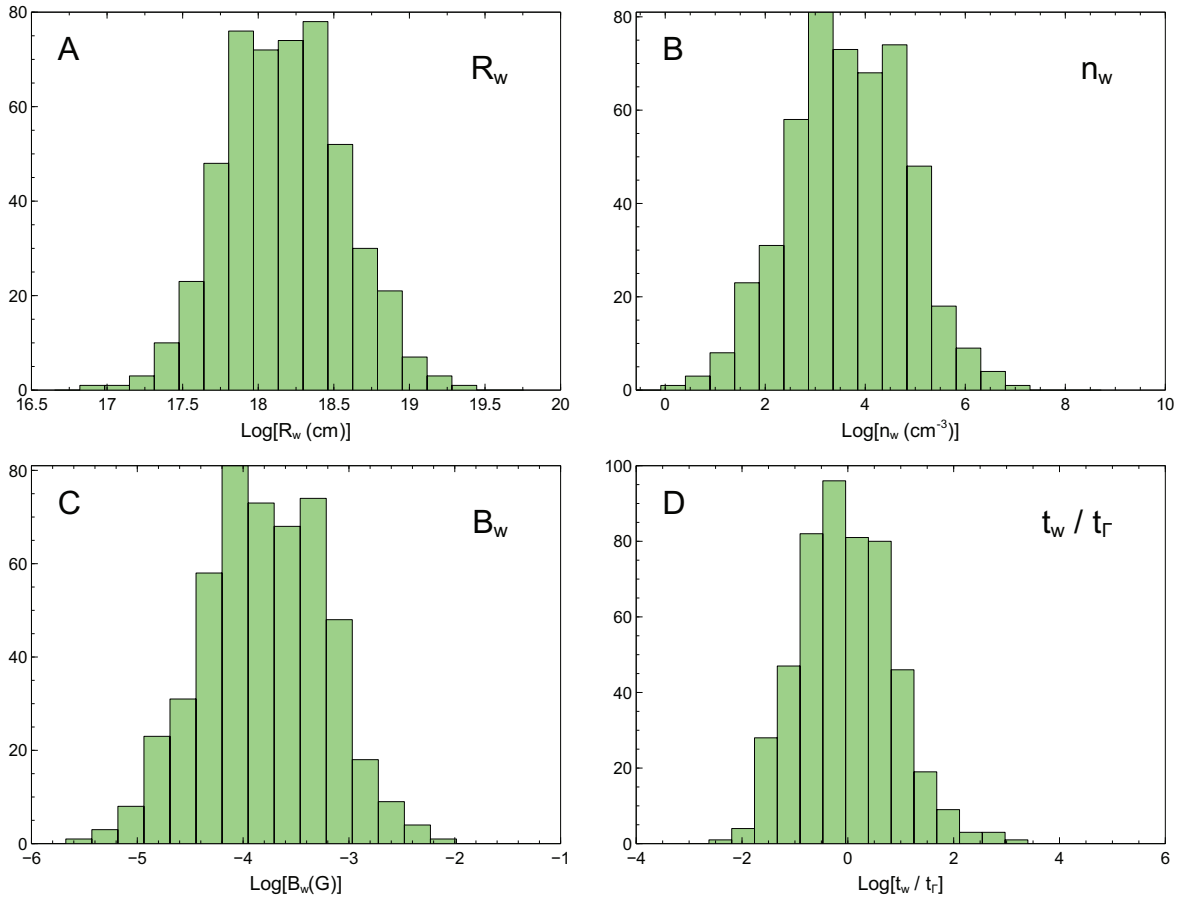 A
R_w
80
60
40
20
0
16.5 17 17.5 18 18.5 19 19.5 20
Log[R_w (cm)]
B
n_w
80
60
40
20
0
0 2 4 6 8 10
Log[n_w (cm⁻³)]
C
B_w
80
60
40
20
0
−6 −5 −4 −3 −2 −1
Log[B_w(G)]
D
t_w / t_Γ
100
80
60
40
20
0
−4 −2 0 2 4 6
Log[t_w / t_Γ]